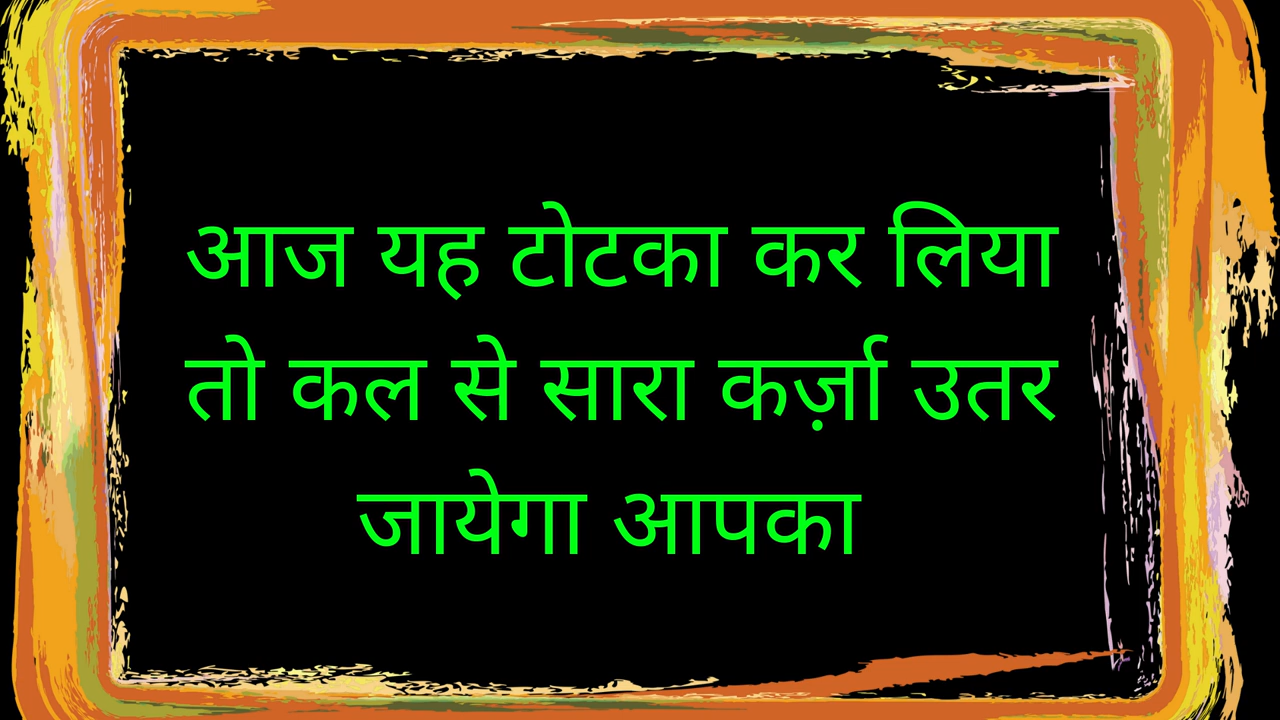 आज यह टोटका कर लिया
तो कल से सारा कर्ज़ा उतर
जायेगा आपका